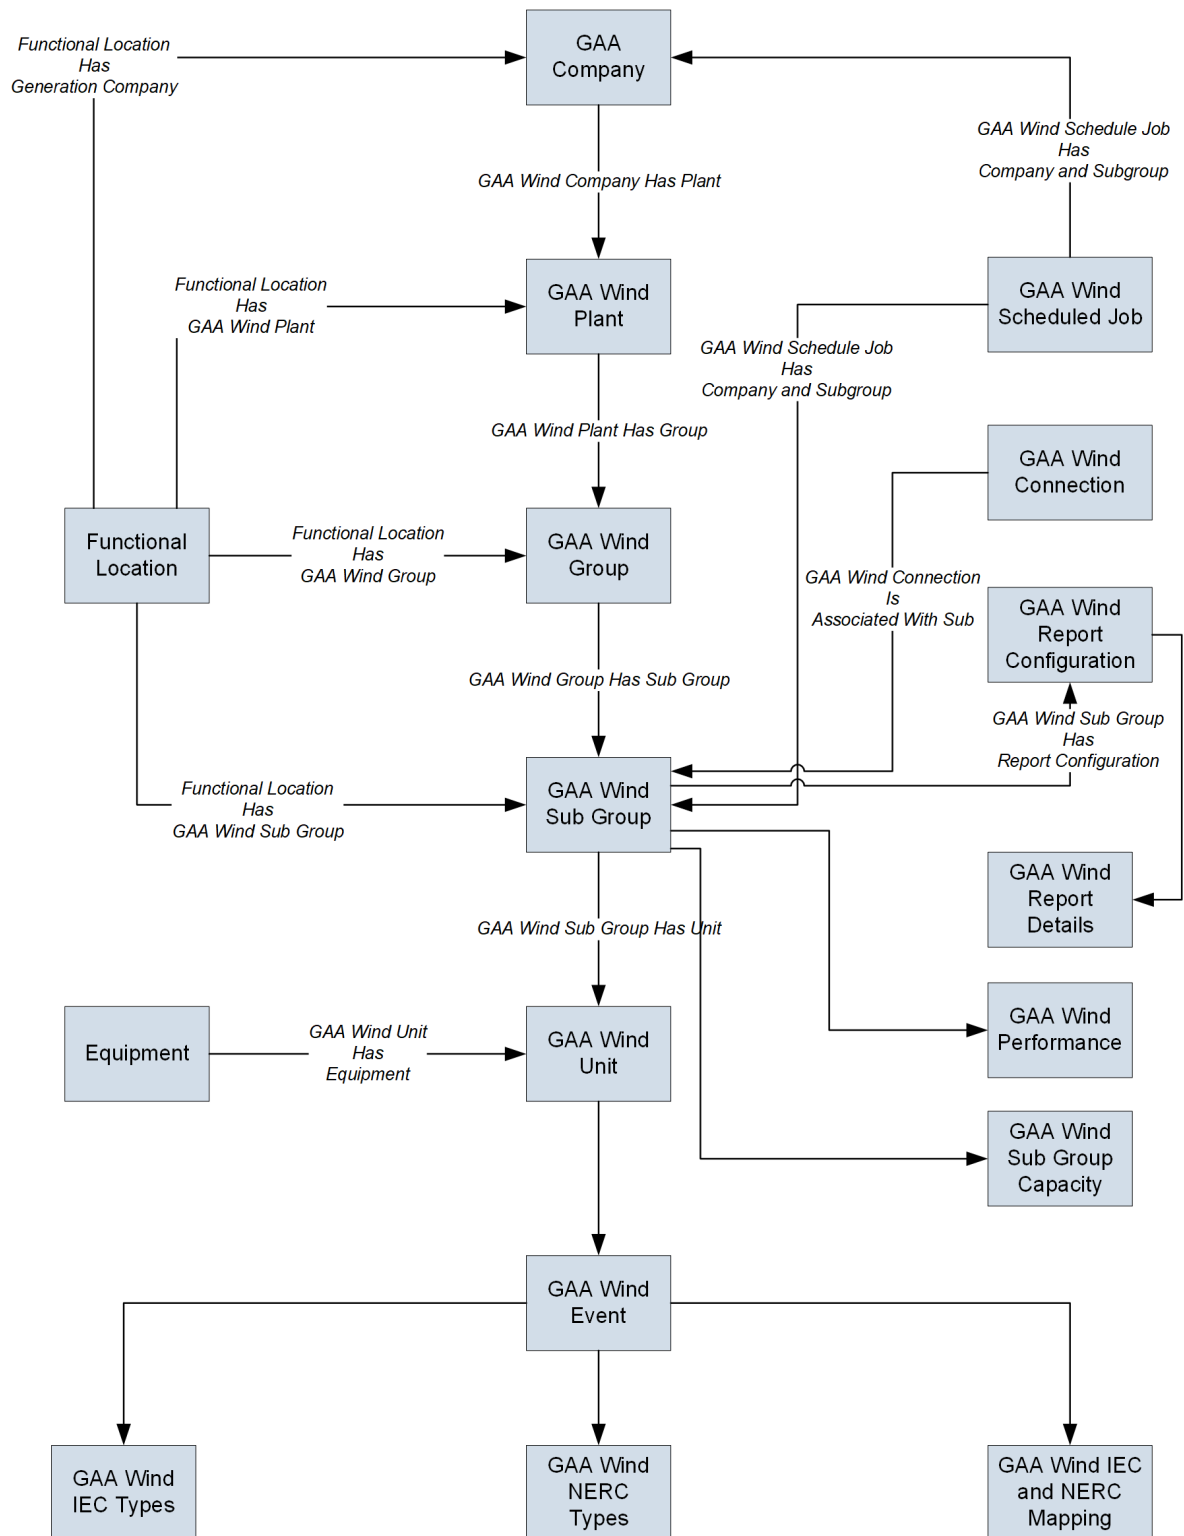 Functional Location
Has
Generation Company
GAA
Company
GAA Wind Schedule Job
Has
Company and Subgroup
GAA Wind Company Has Plant
Functional Location
Has
GAA Wind Plant
GAA Wind
Plant
GAA Wind
Scheduled Job
GAA Wind Schedule Job
Has
Company and Subgroup
GAA Wind Plant Has Group
GAA Wind
Connection
Functional
Location
Functional Location
Has
GAA Wind Group
GAA Wind
Group
GAA Wind Connection
Is
Associated With Sub
GAA Wind
Report
Configuration
GAA Wind Group Has Sub Group
GAA Wind Sub Group
Has
Report Configuration
Functional Location
Has
GAA Wind Sub Group
GAA Wind
Sub Group
GAA Wind
Report
Details
GAA Wind Sub Group Has Unit
Equipment
GAA Wind Unit
Has
Equipment
GAA Wind
Unit
GAA Wind
Performance
GAA Wind
Sub Group
Capacity
GAA Wind
Event
GAA Wind
IEC Types
GAA Wind
NERC
Types
GAA Wind IEC
and NERC
Mapping